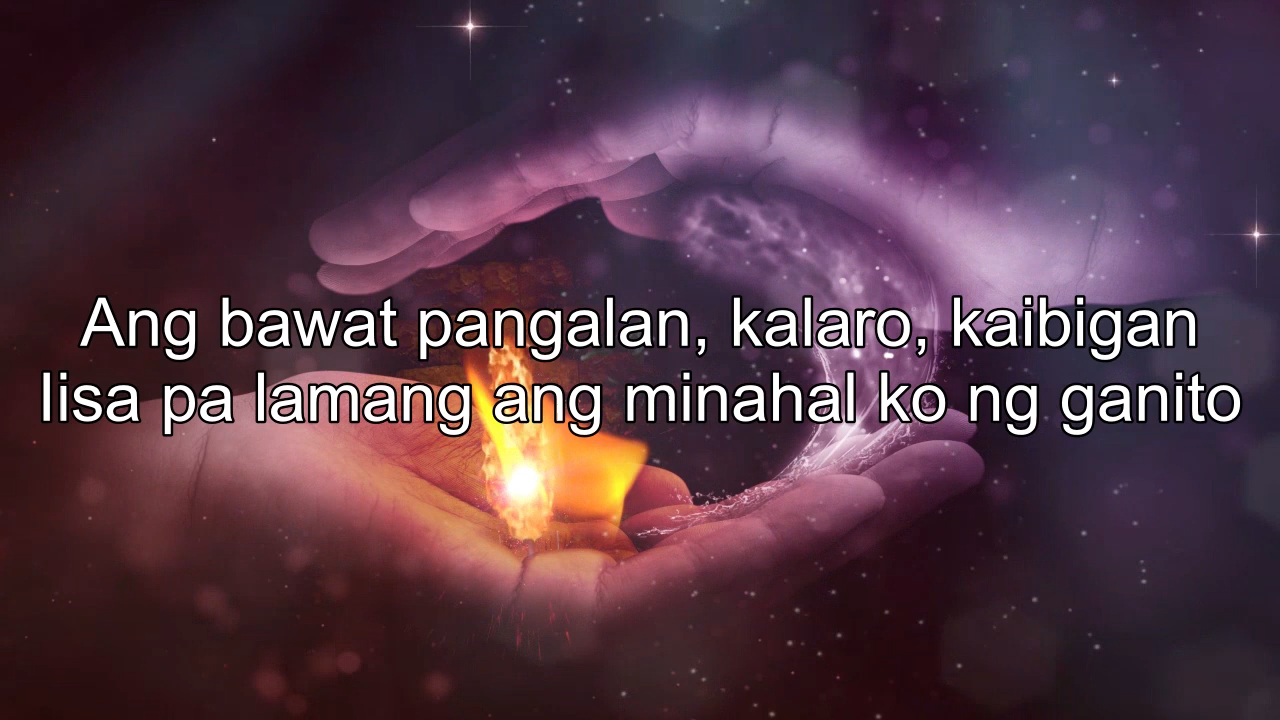 Ang bawat pangalan, kalaro, kaibigan
Iisa pa lamang ang minahal ko ng ganito